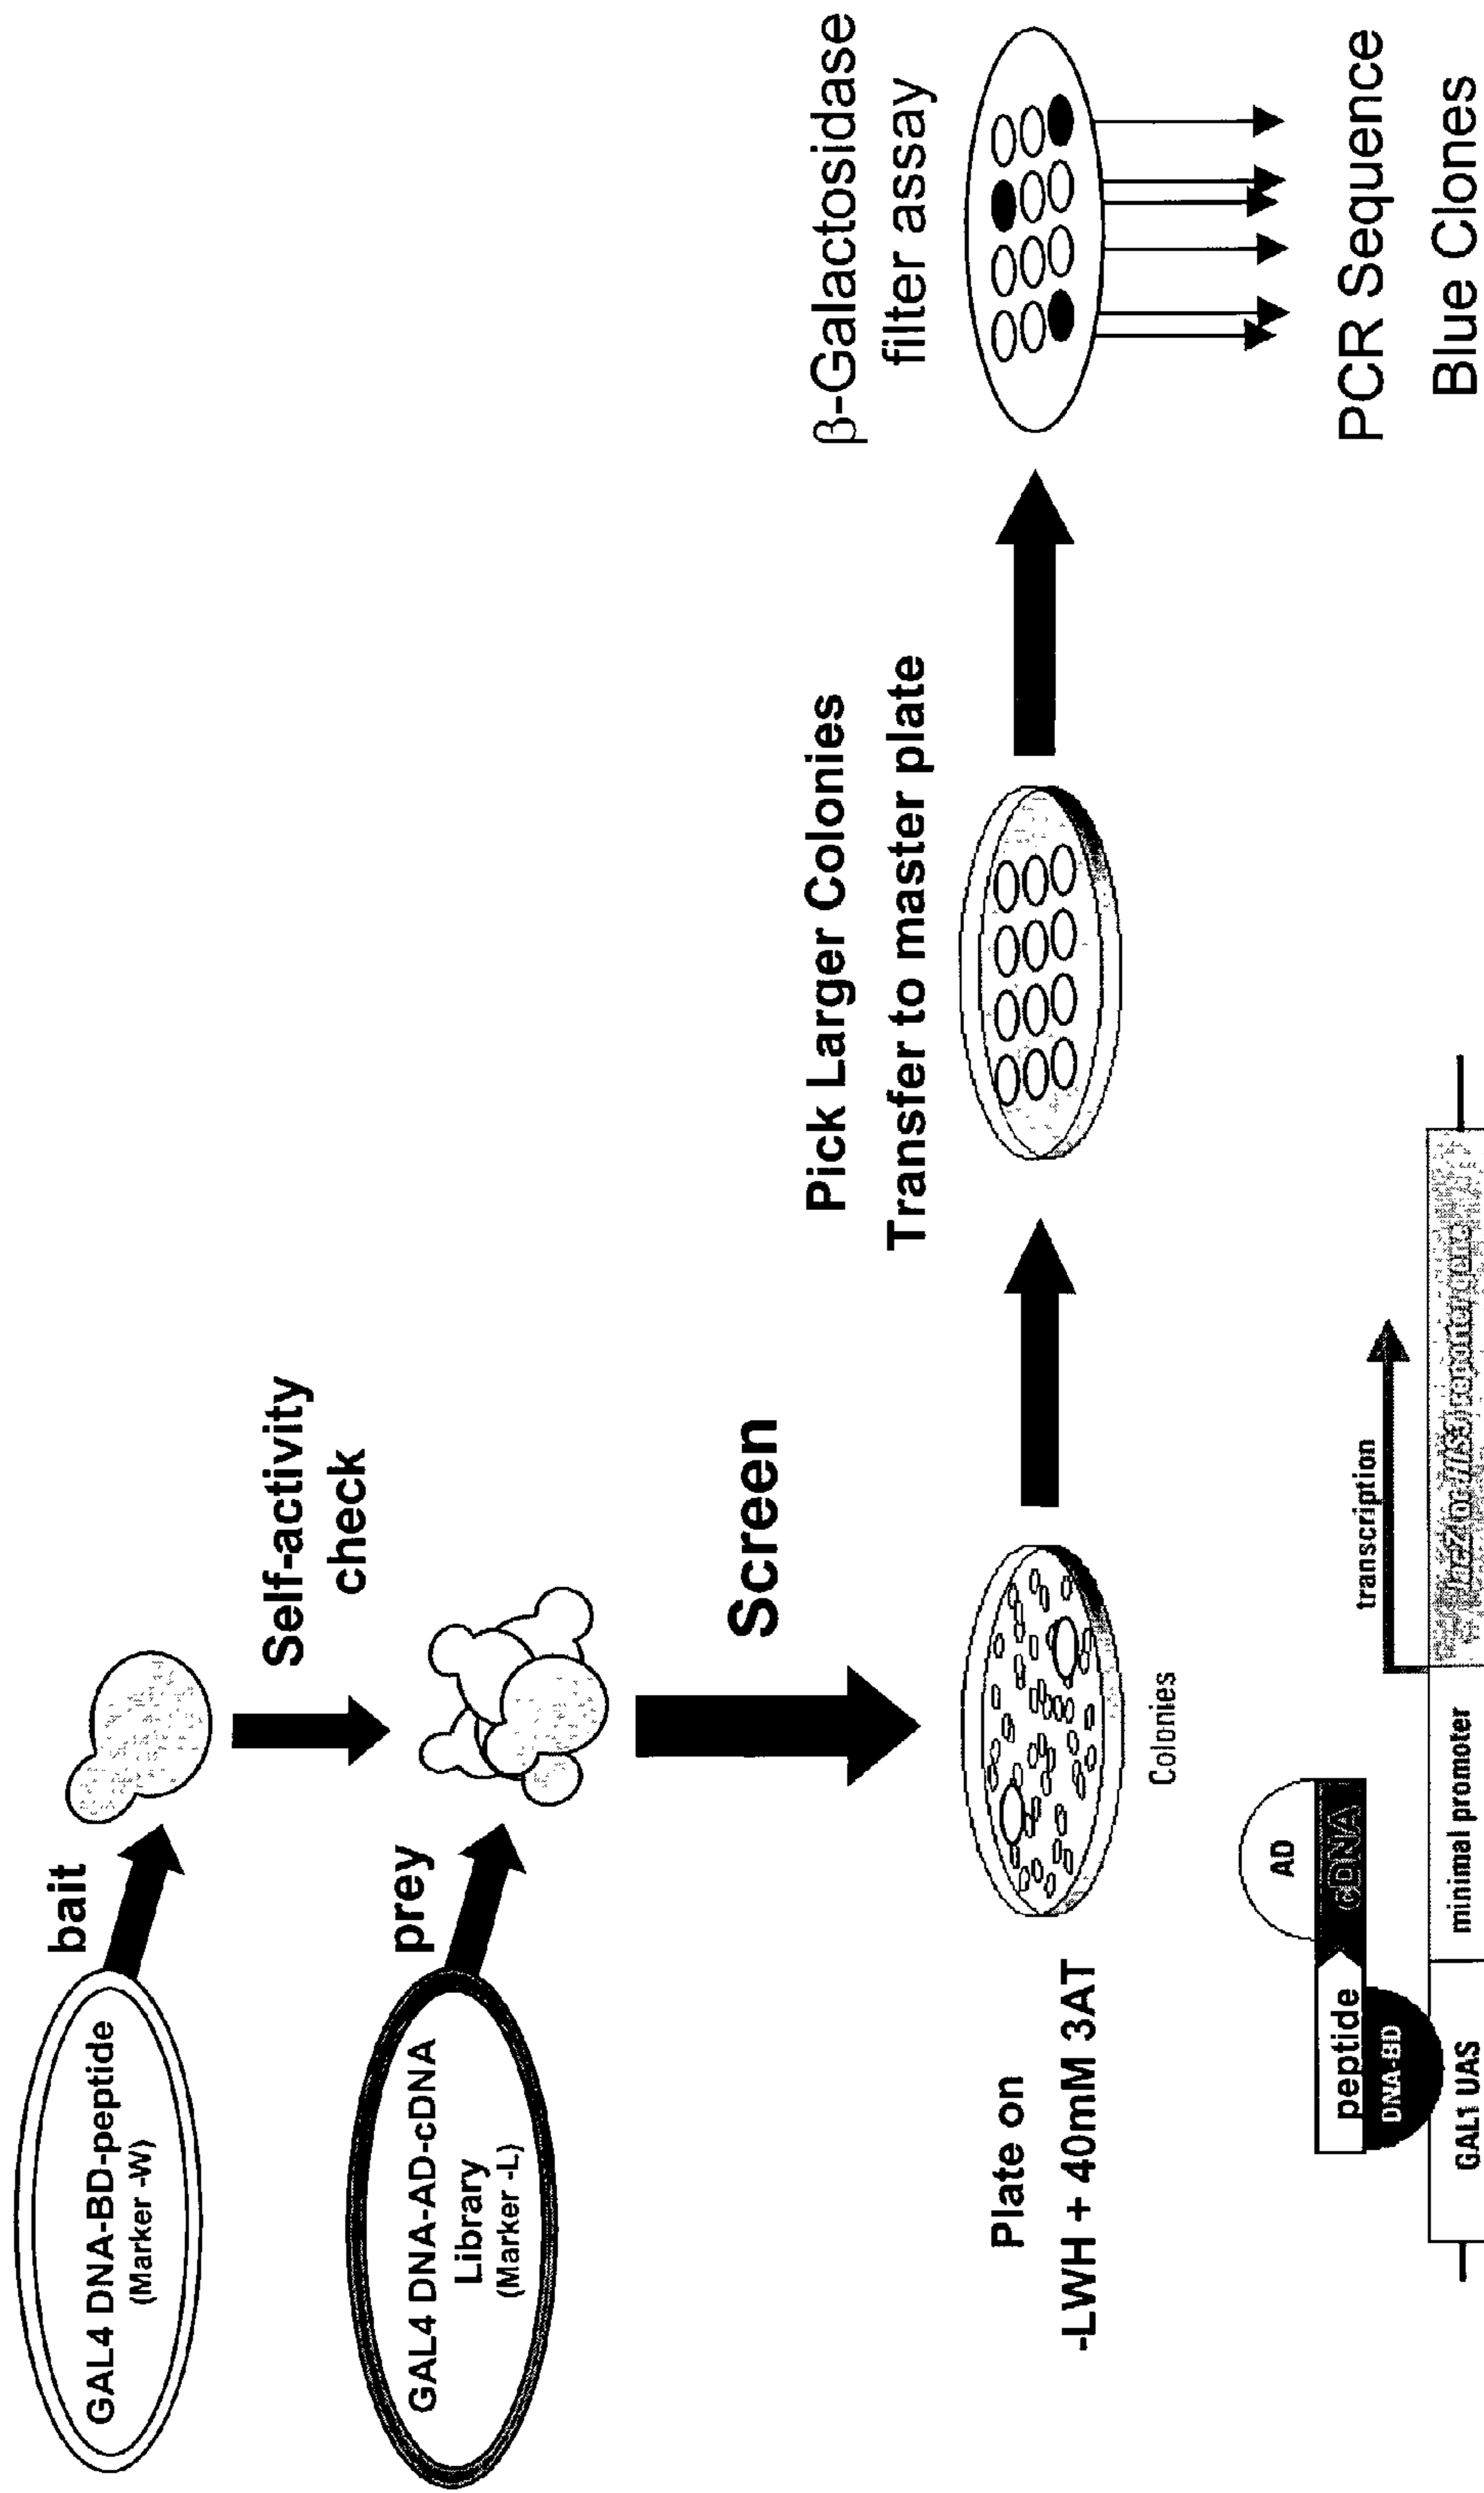 bait
GAL4 DNA-BD-peptide
(Marker -W)
Self-activity
check
prey
GAL4 DNA-AD-cDNA
Library
(Marker -L)
Screen
Pick Larger Colonies
Transfer to master plate
β-Galactosidase
filter assay
Plate on
-LWH + 40mM 3AT
Colonies
PCR Sequence
Blue Clones
AD
cDNA
peptide
DNA-BD
transcription
GAL1 UAS
minimal promoter